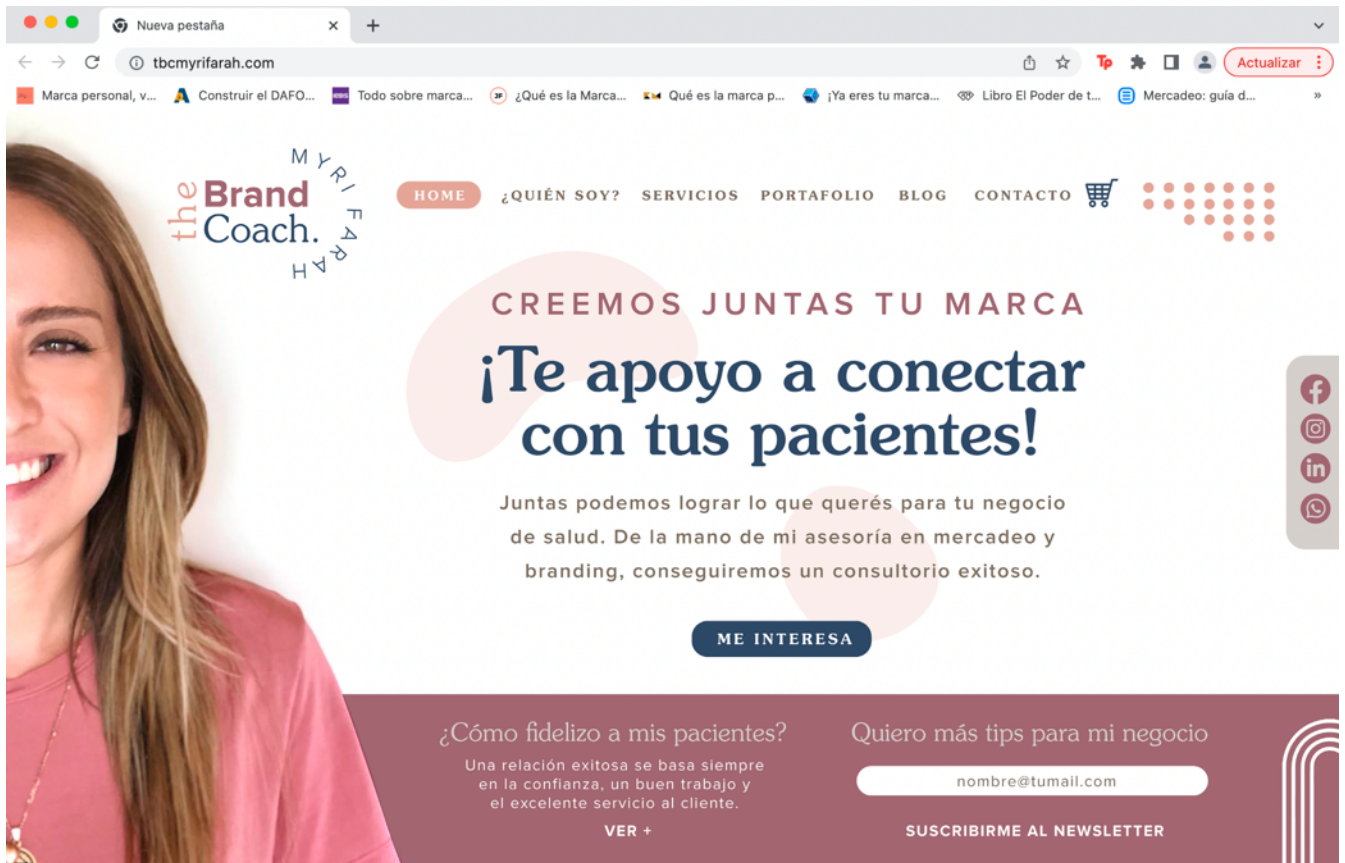 Nueva pestaña
tbcmyrifarah.com
Actualizar
Marca personal, v...
Construir el DAFO...
Todo sobre marca...
¿Qué es la Marca...
Qué es la marca p...
¡Ya eres tu marca...
Libro El Poder de t...
Mercadeo: guía d...
the Brand Coach.
MYRI FARAH
HOME
¿QUIÉN SOY?
SERVICIOS
PORTAFOLIO
BLOG
CONTACTO
CREEMOS JUNTAS TU MARCA
¡Te apoyo a conectar
con tus pacientes!
Juntas podemos lograr lo que querés para tu negocio
de salud. De la mano de mi asesoría en mercadeo y
branding, conseguiremos un consultorio exitoso.
ME INTERESA
¿Cómo fidelizo a mis pacientes?
Una relación exitosa se basa siempre
en la confianza, un buen trabajo y
el excelente servicio al cliente.
VER +
Quiero más tips para mi negocio
nombre@tumail.com
SUSCRIBIRME AL NEWSLETTER